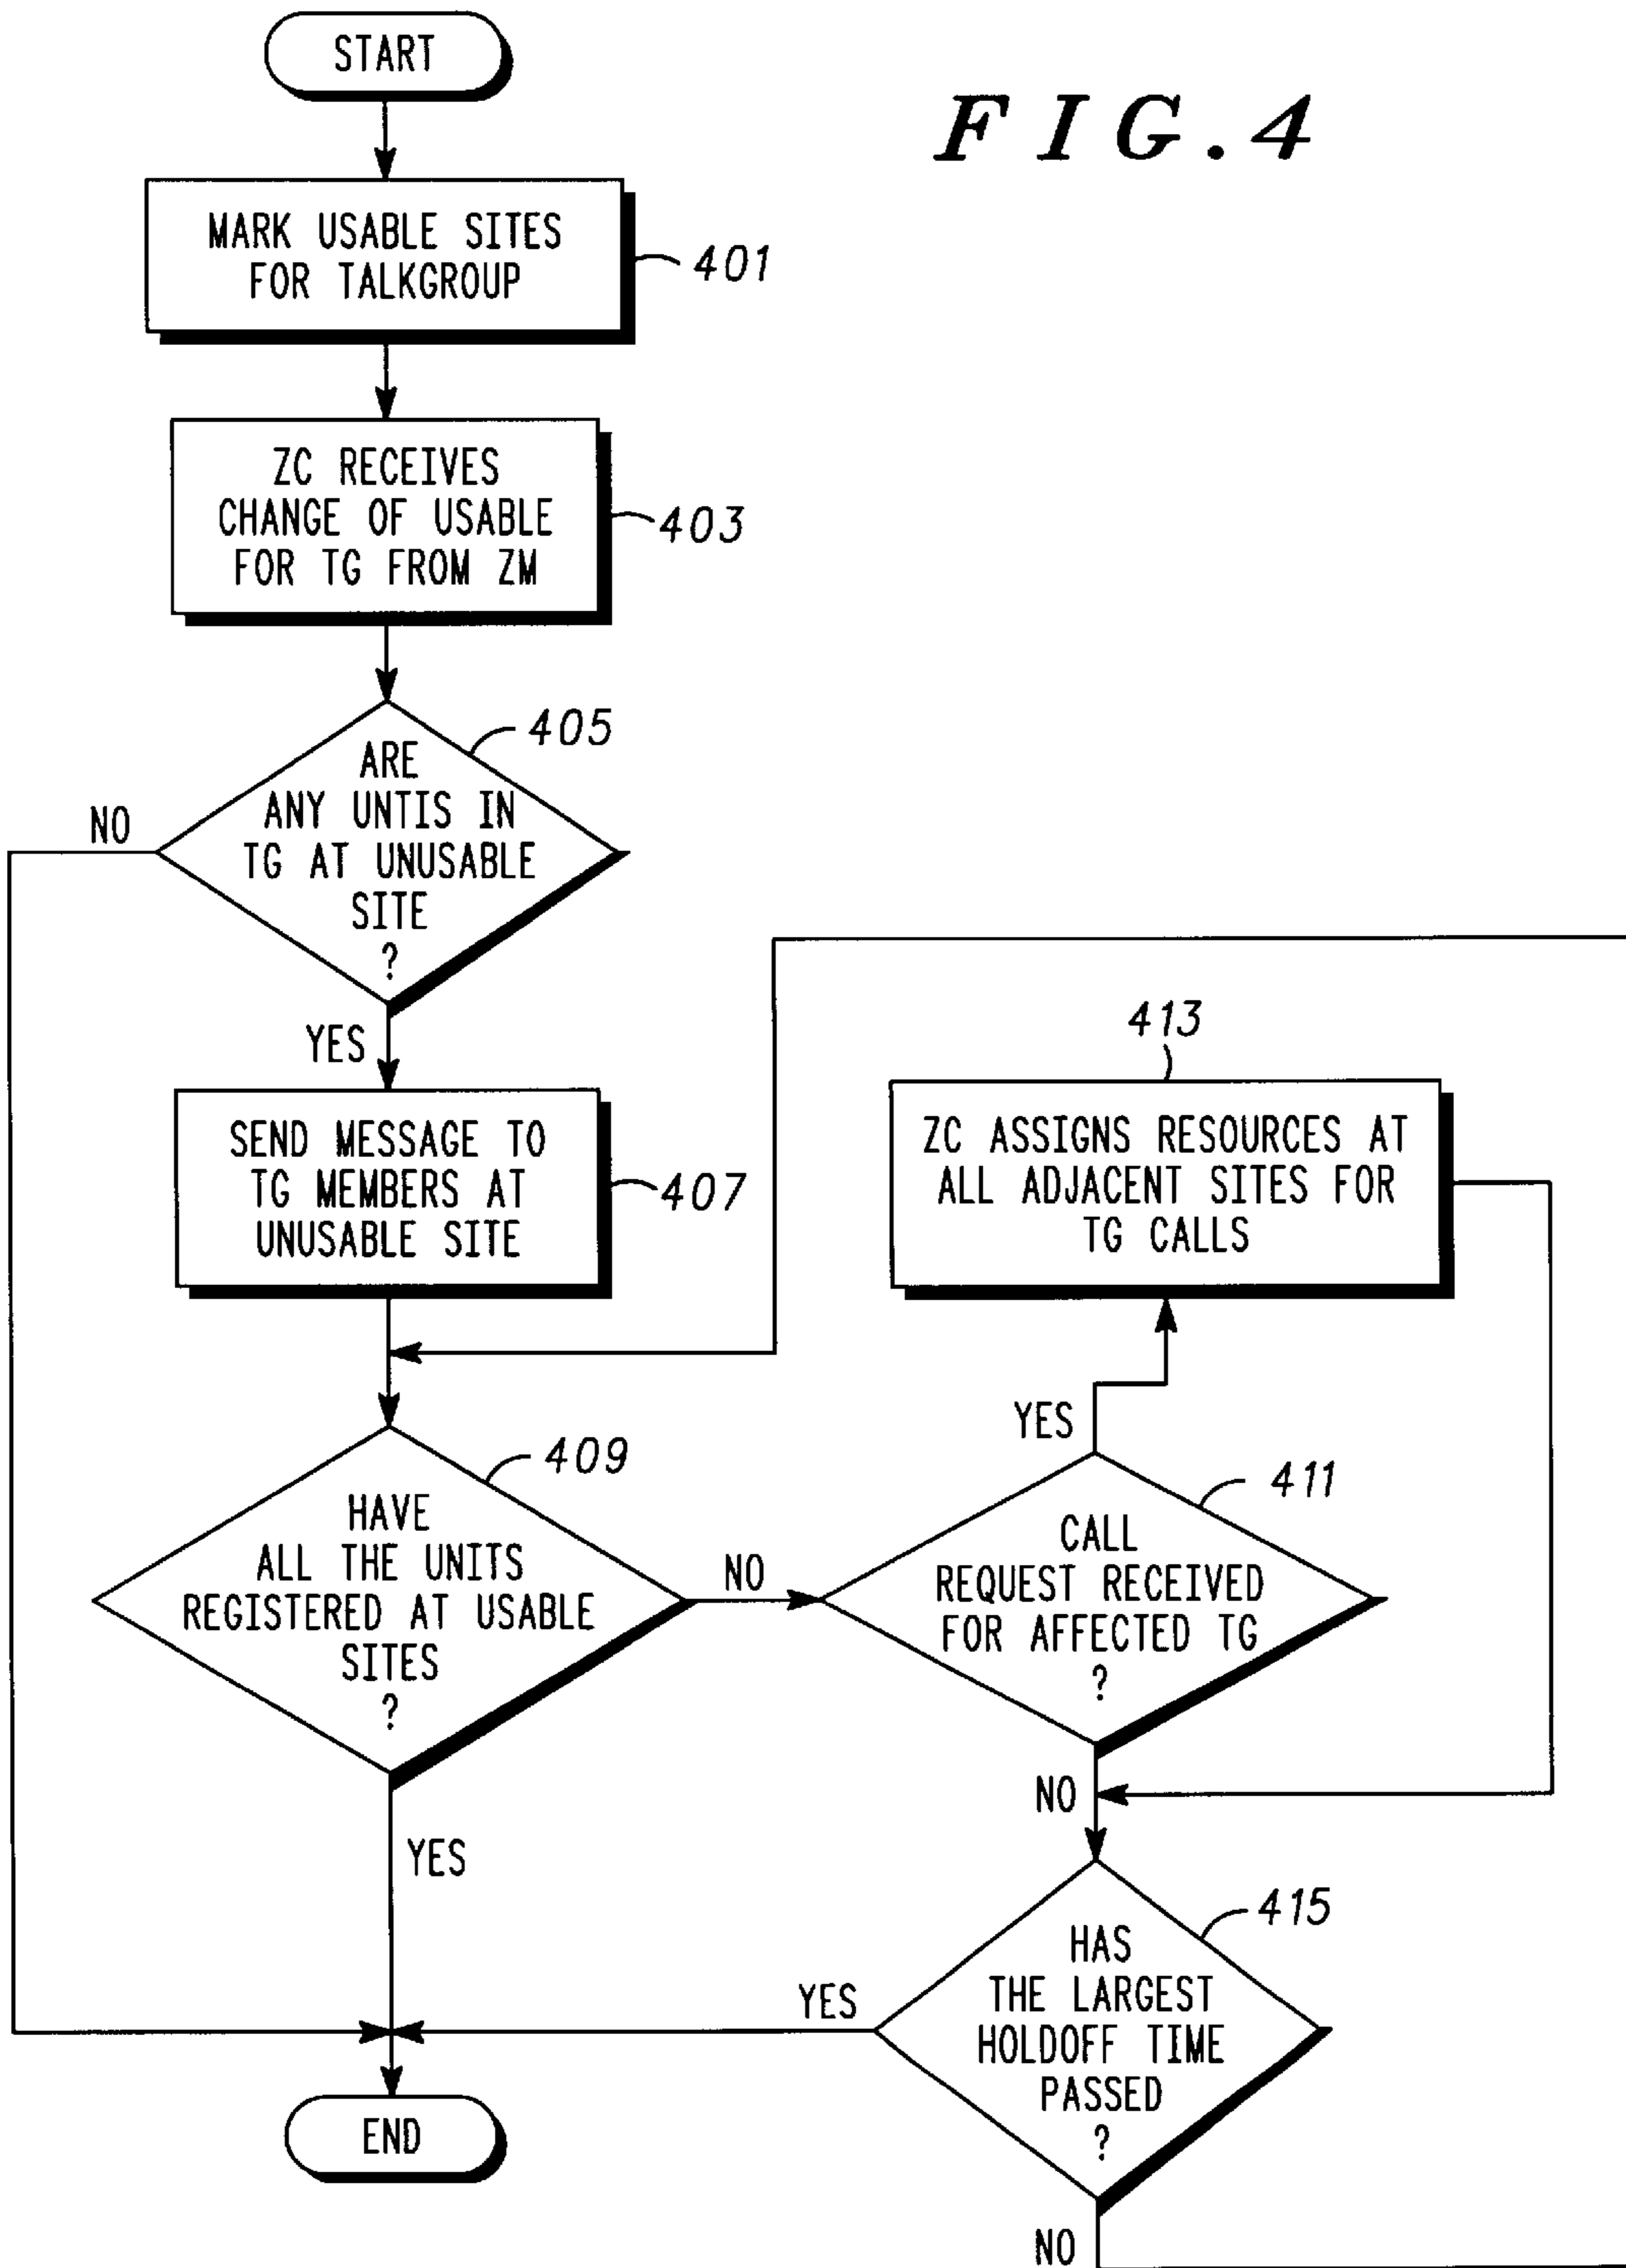 START
FIG.4
MARK USABLE SITES
FOR TALKGROUP
401
ZC RECEIVES
CHANGE OF USABLE
FOR TG FROM ZM
403
405
ARE
ANY UNTIS IN
TG AT UNUSABLE
SITE
?
NO
YES
SEND MESSAGE TO
TG MEMBERS AT
UNUSABLE SITE
407
413
ZC ASSIGNS RESOURCES AT
ALL ADJACENT SITES FOR
TG CALLS
409
HAVE
ALL THE UNITS
REGISTERED AT USABLE
SITES
?
NO
YES
YES
411
CALL
REQUEST RECEIVED
FOR AFFECTED TG
?
NO
415
HAS
THE LARGEST
HOLDOFF TIME
PASSED
?
YES
NO
END